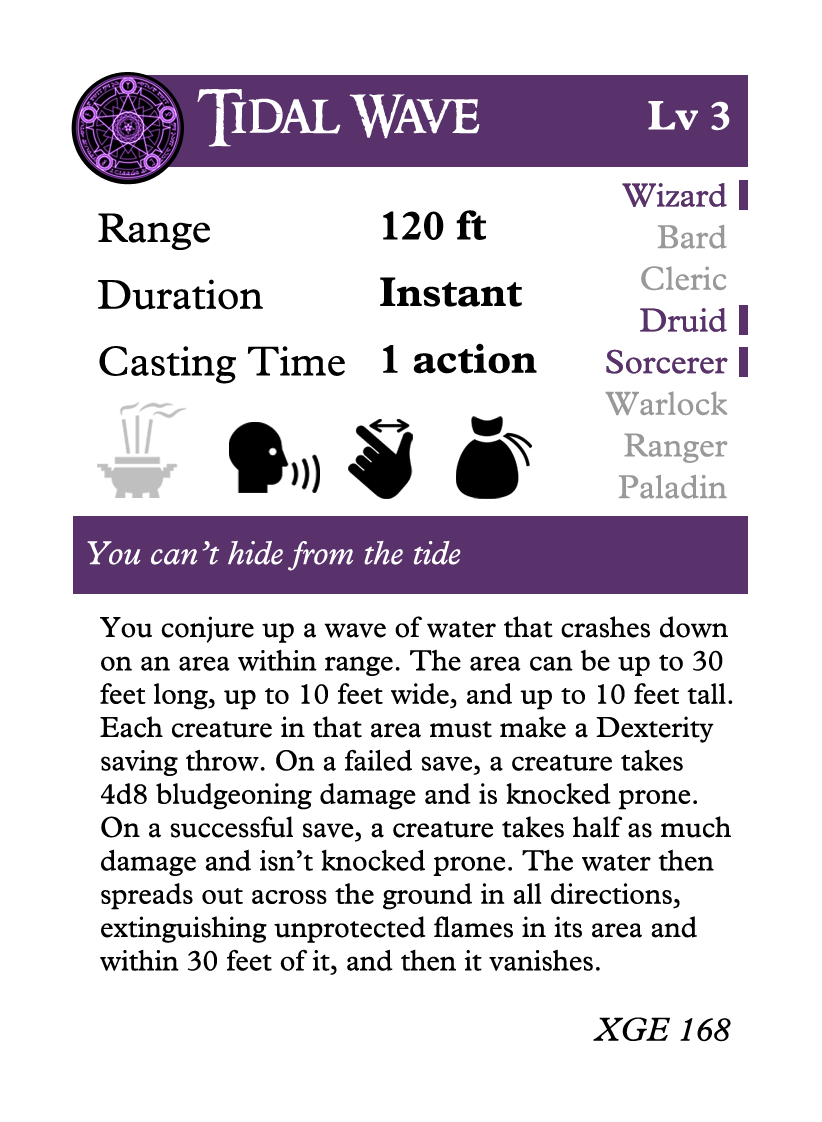 TIDAL WAVE
Lv 3
Range 120 ft
Duration Instant
Casting Time 1 action
Wizard
Bard
Cleric
Druid
Sorcerer
Warlock
Ranger
Paladin
You can’t hide from the tide
You conjure up a wave of water that crashes down
on an area within range. The area can be up to 30
feet long, up to 10 feet wide, and up to 10 feet tall.
Each creature in that area must make a Dexterity
saving throw. On a failed save, a creature takes
4d8 bludgeoning damage and is knocked prone.
On a successful save, a creature takes half as much
damage and isn’t knocked prone. The water then
spreads out across the ground in all directions,
extinguishing unprotected flames in its area and
within 30 feet of it, and then it vanishes.
XGE 168